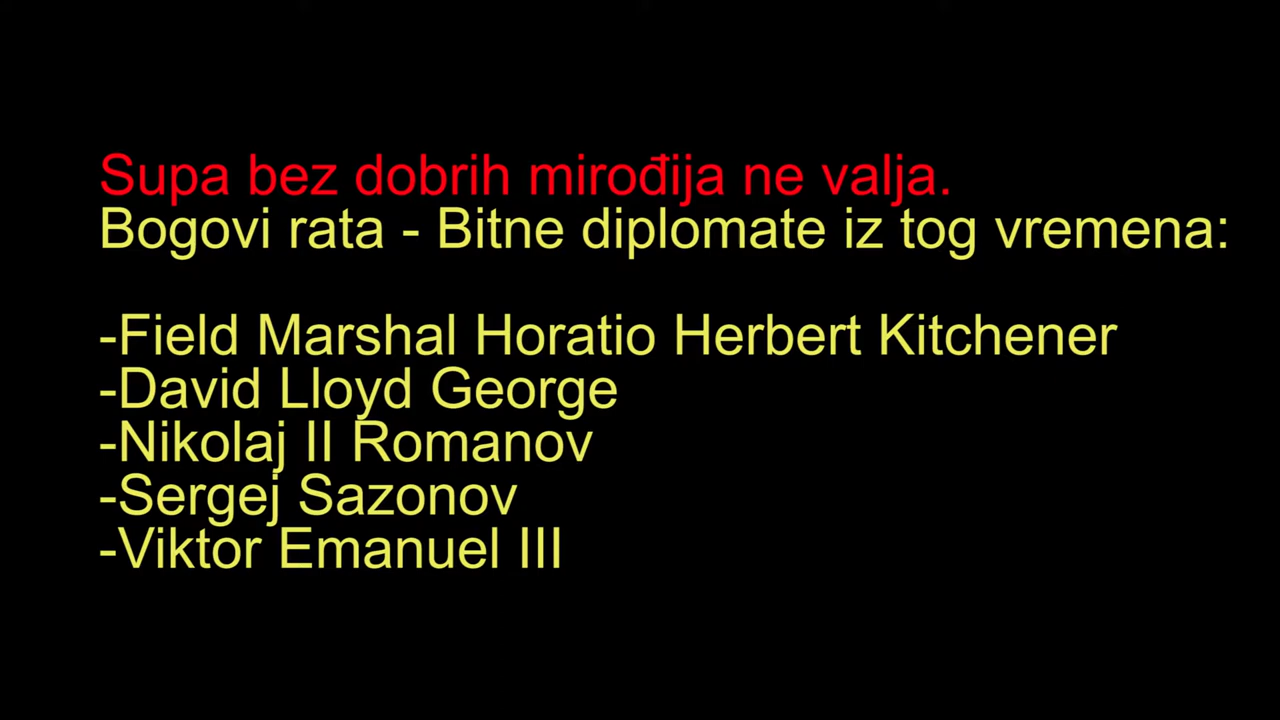 Supa bez dobrih mirođija ne valja.
Bogovi rata - Bitne diplomate iz tog vremena:
-Field Marshal Horatio Herbert Kitchener
-David Lloyd George
-Nikolaj II Romanov
-Sergej Sazonov
-Viktor Emanuel III